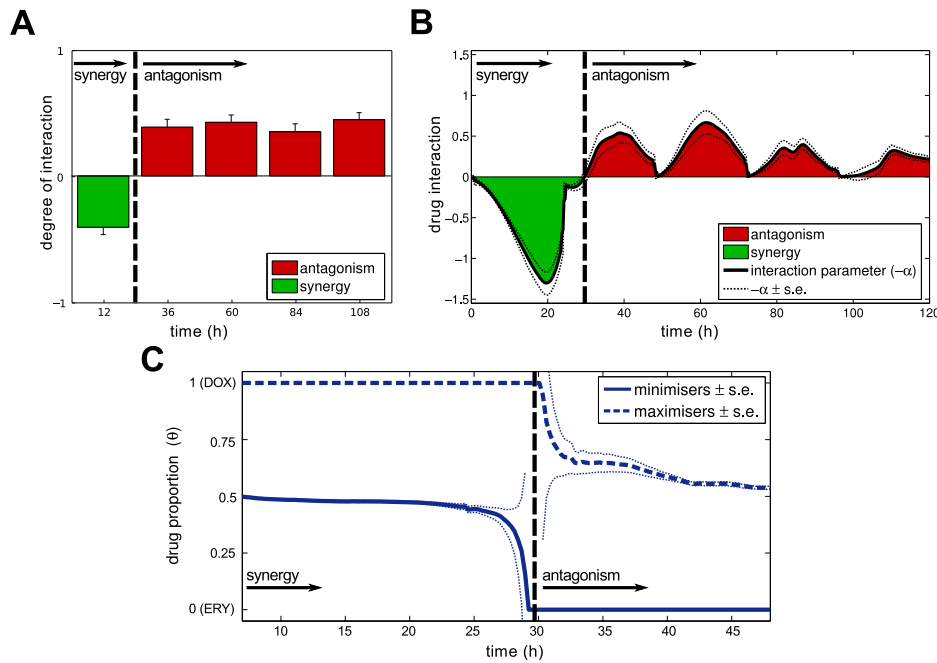 A
degree of interaction
1
0
−1
synergy
antagonism
12
36
60
84
108
time (h)
antagonism
synergy
B
drug interaction
1.5
1
0.5
0
−0.5
−1
−1.5
synergy
antagonism
antagonism
synergy
interaction parameter (−α)
−α ± s.e.
0
20
40
60
80
100
120
time (h)
C
drug proportion (θ)
1 (DOX)
0.75
0.5
0.25
0 (ERY)
minimisers ± s.e.
maximisers ± s.e.
synergy
antagonism
10
15
20
25
30
35
40
45
time (h)